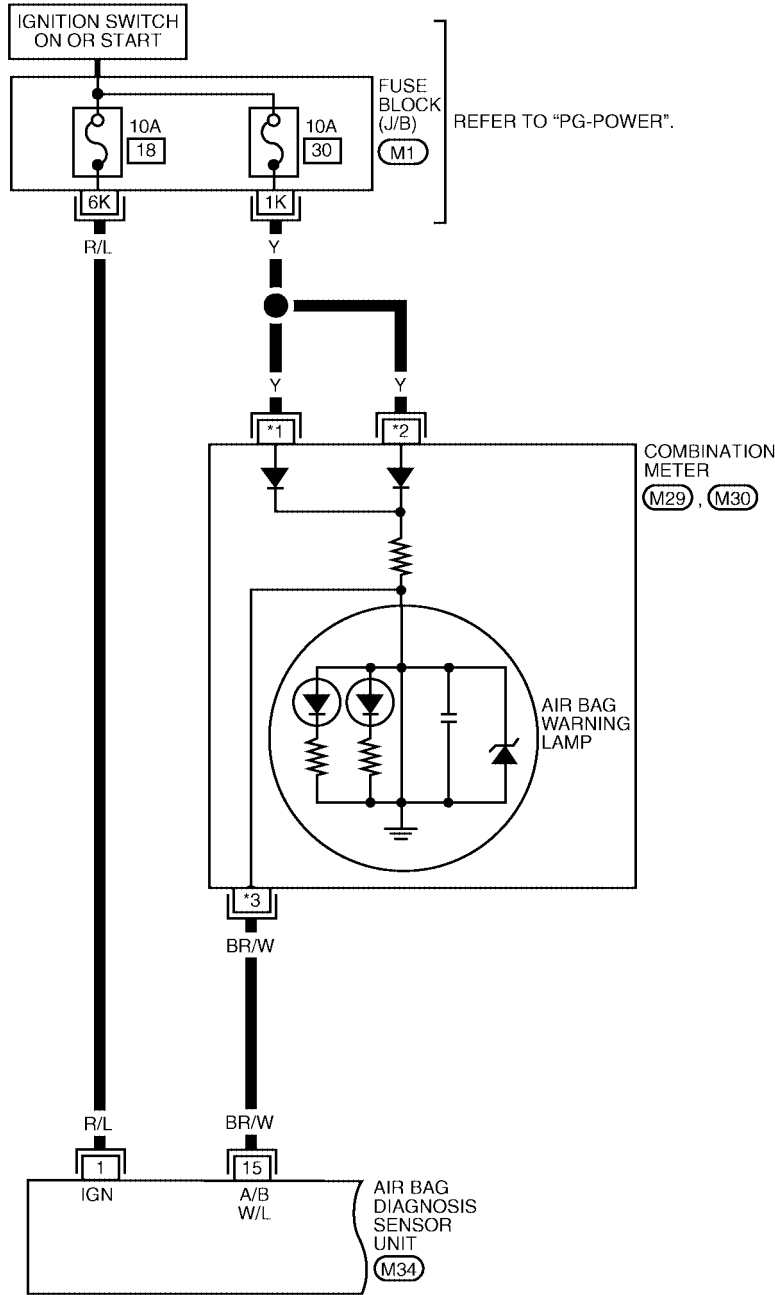 IGNITION SWITCH
ON OR START
FUSE
BLOCK
(J/B)
M1
REFER TO “PG-POWER”.
10A
18
10A
30
6K
1K
R/L
Y
Y
Y
*1
*2
COMBINATION
METER
M29 , M30
AIR BAG
WARNING
LAMP
*3
BR/W
R/L
BR/W
1
15
IGN
A/B
W/L
AIR BAG
DIAGNOSIS
SENSOR
UNIT
M34